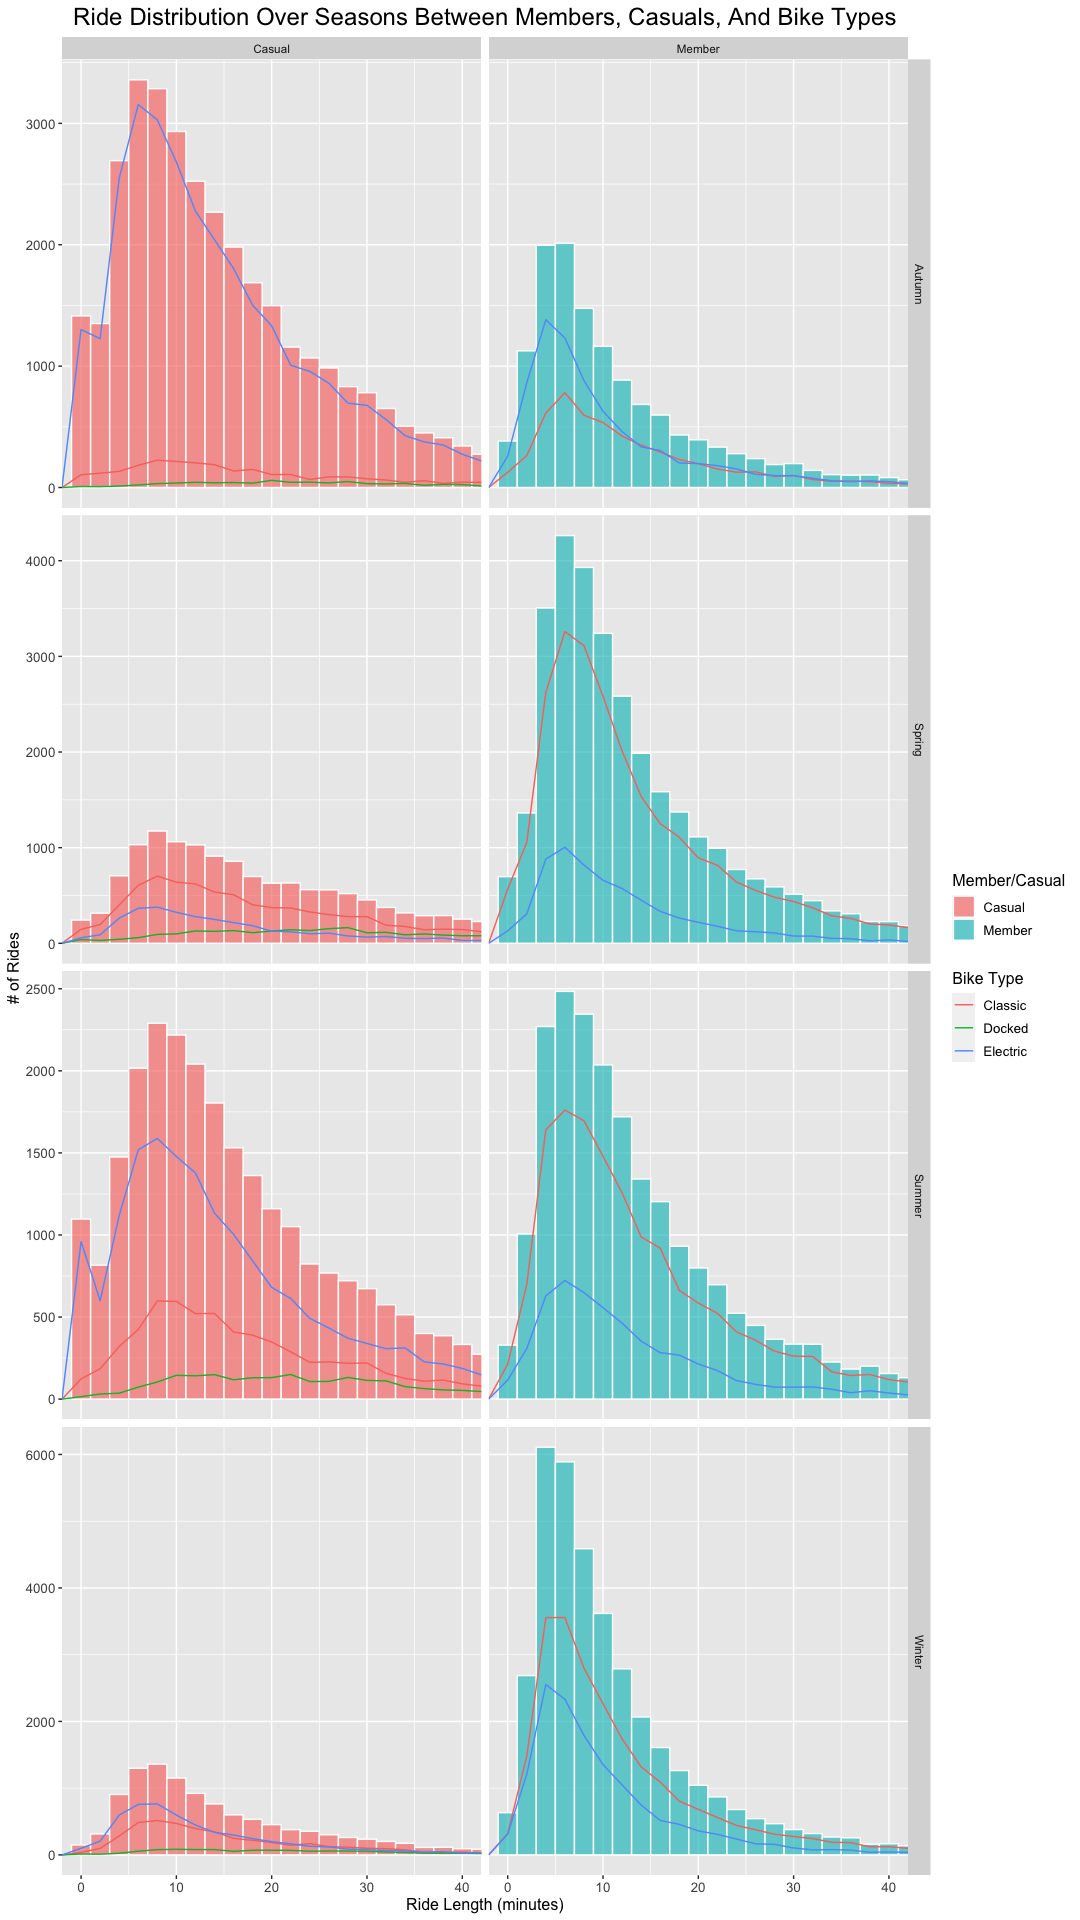 Ride Distribution Over Seasons Between Members, Casuals, And Bike Types
Casual
Member
3000
2000
1000
0
Autumn
4000
3000
2000
1000
0
Spring
2500
2000
1500
1000
500
0
Summer
6000
4000
2000
0
Winter
0 10 20 30 40
0 10 20 30 40
Ride Length (minutes)
# of Rides
Member/Casual
Casual
Member
Bike Type
Classic
Docked
Electric